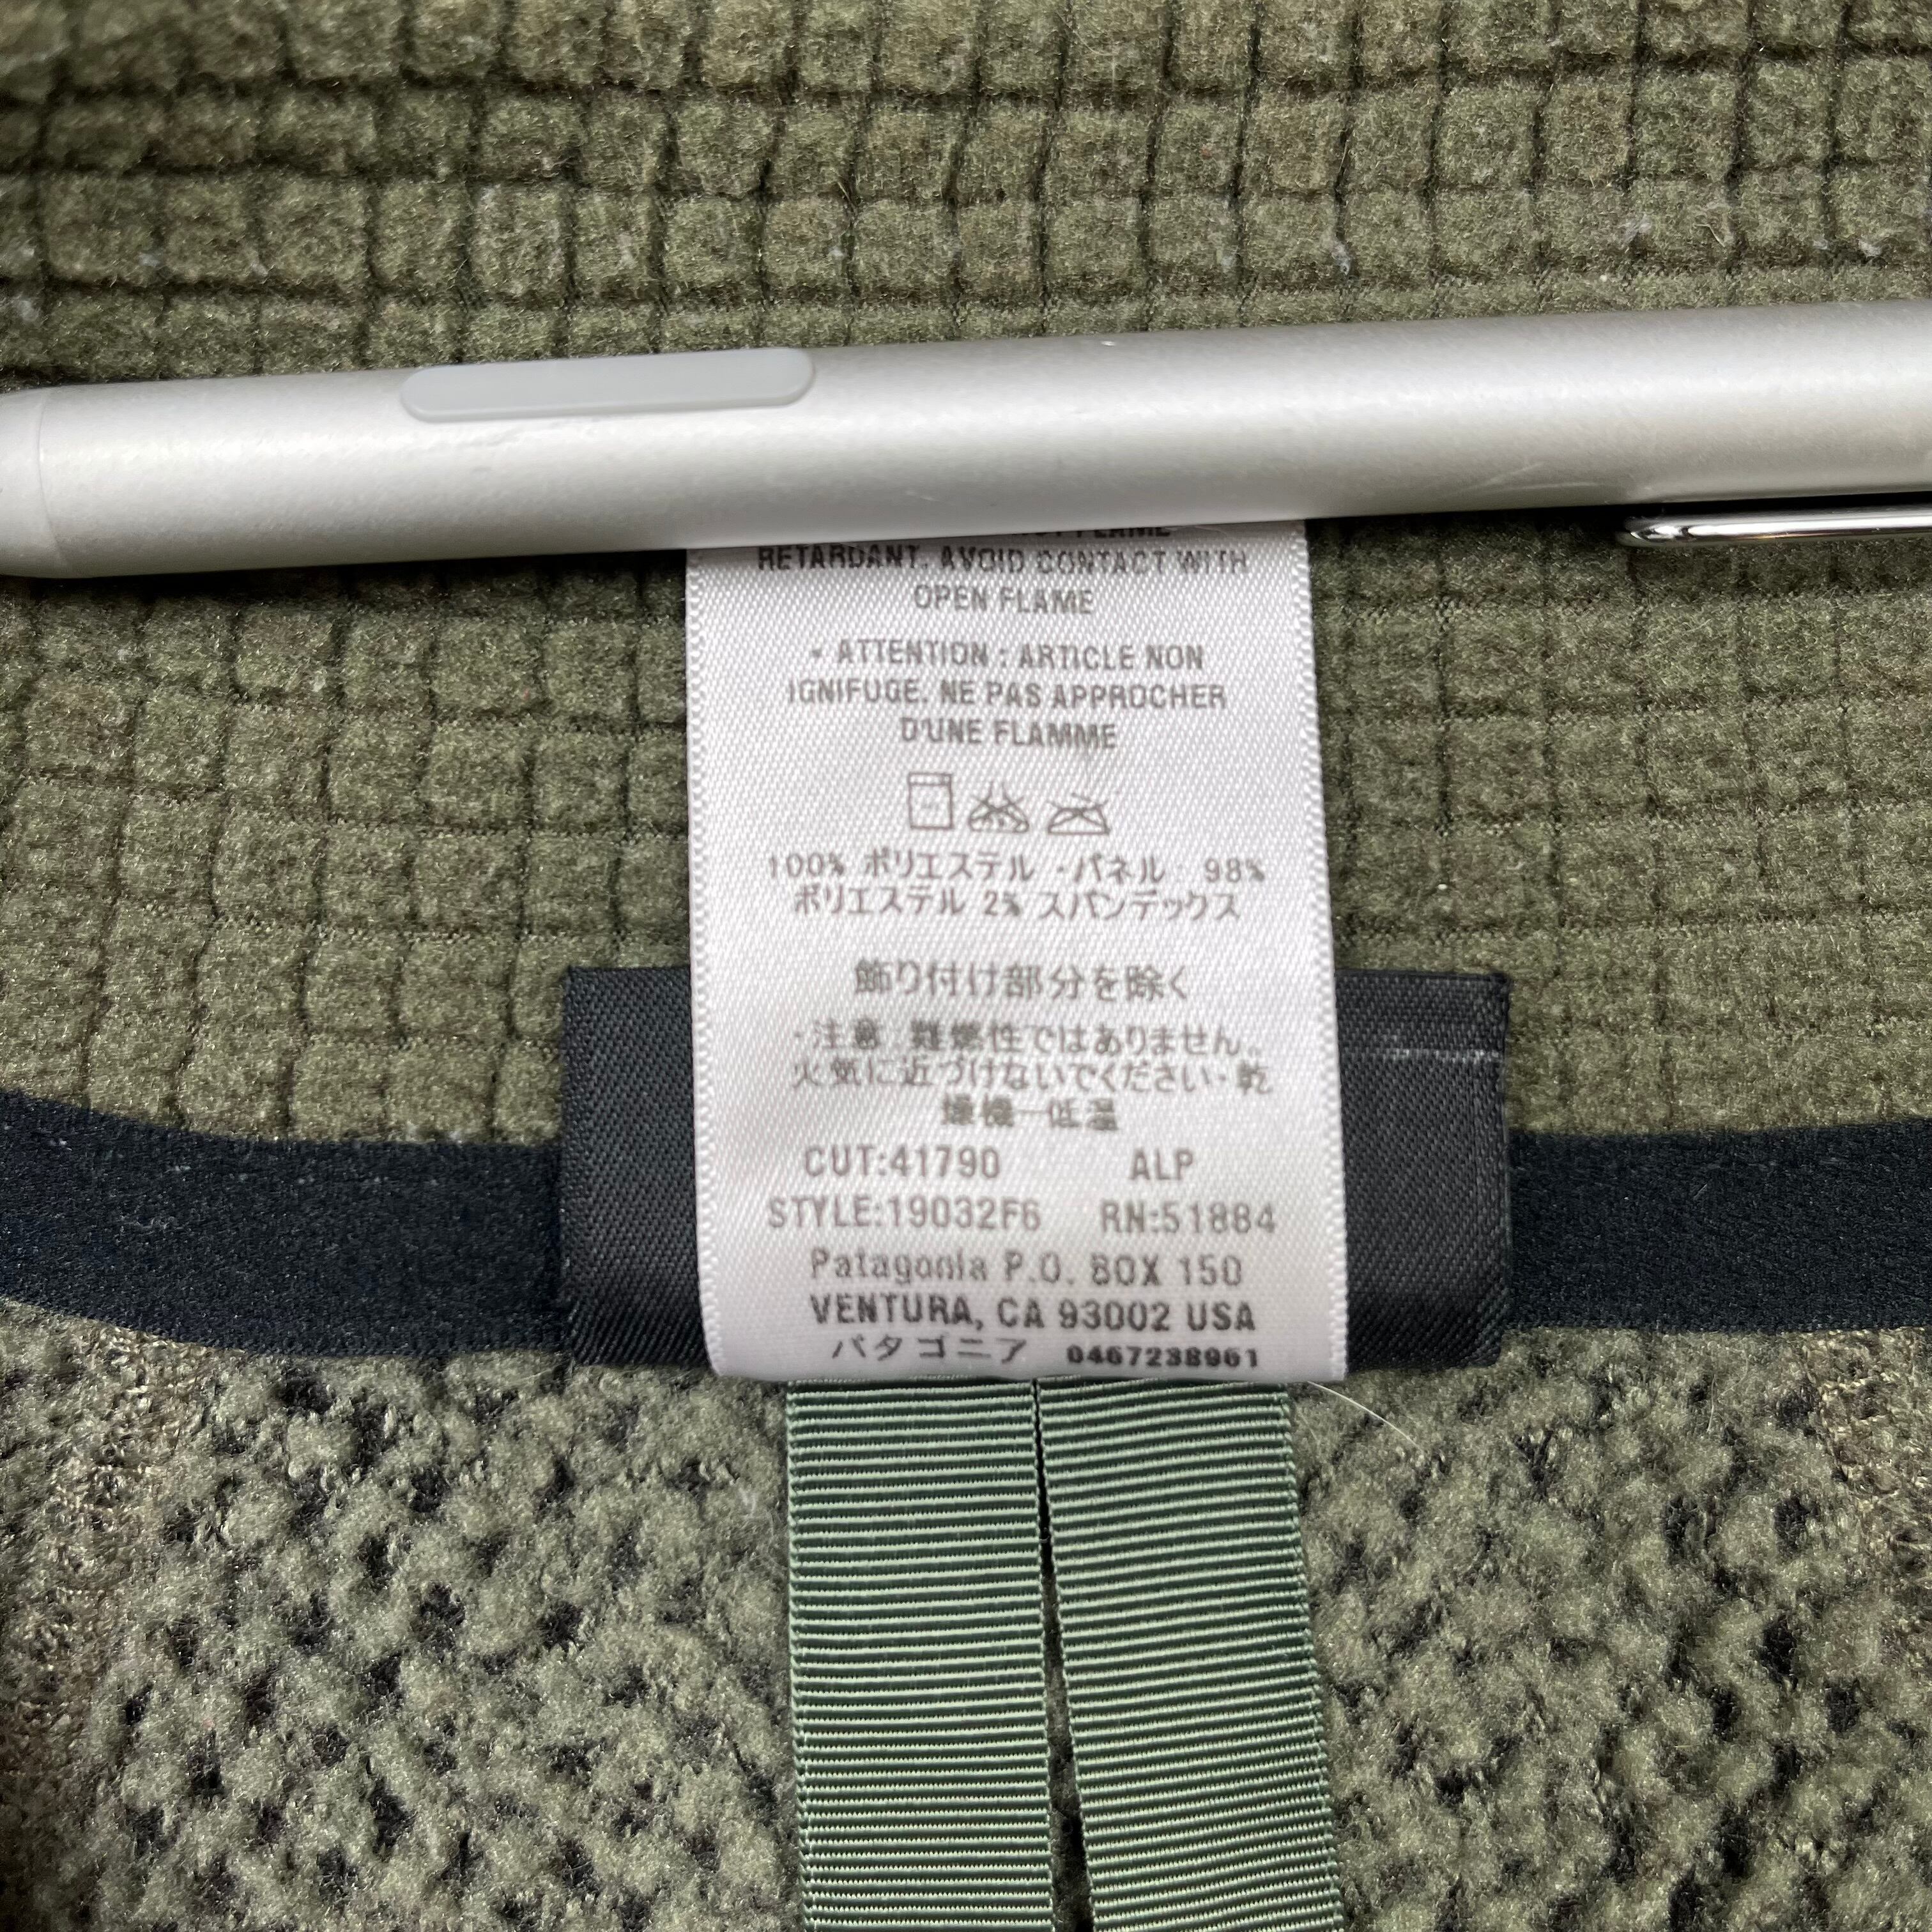 RETARDANT. AVOID CONTACT WITH
OPEN FLAME
• ATTENTION : ARTICLE NON
IGNIFUGE. NE PAS APPROCHER
D'UNE FLAMME
100% ポリエステル ・パネル: 98%
ポリエステル 2% スパンデックス
飾り付け部分を除く
・注意 難燃性ではありません。
火気に近づけないでください・乾
燥機一低温
CUT:41790 ALP
STYLE:19032F6 RN:51884
Patagonia P.O. BOX 150
VENTURA, CA 93002 USA
パタゴニア 0467238961